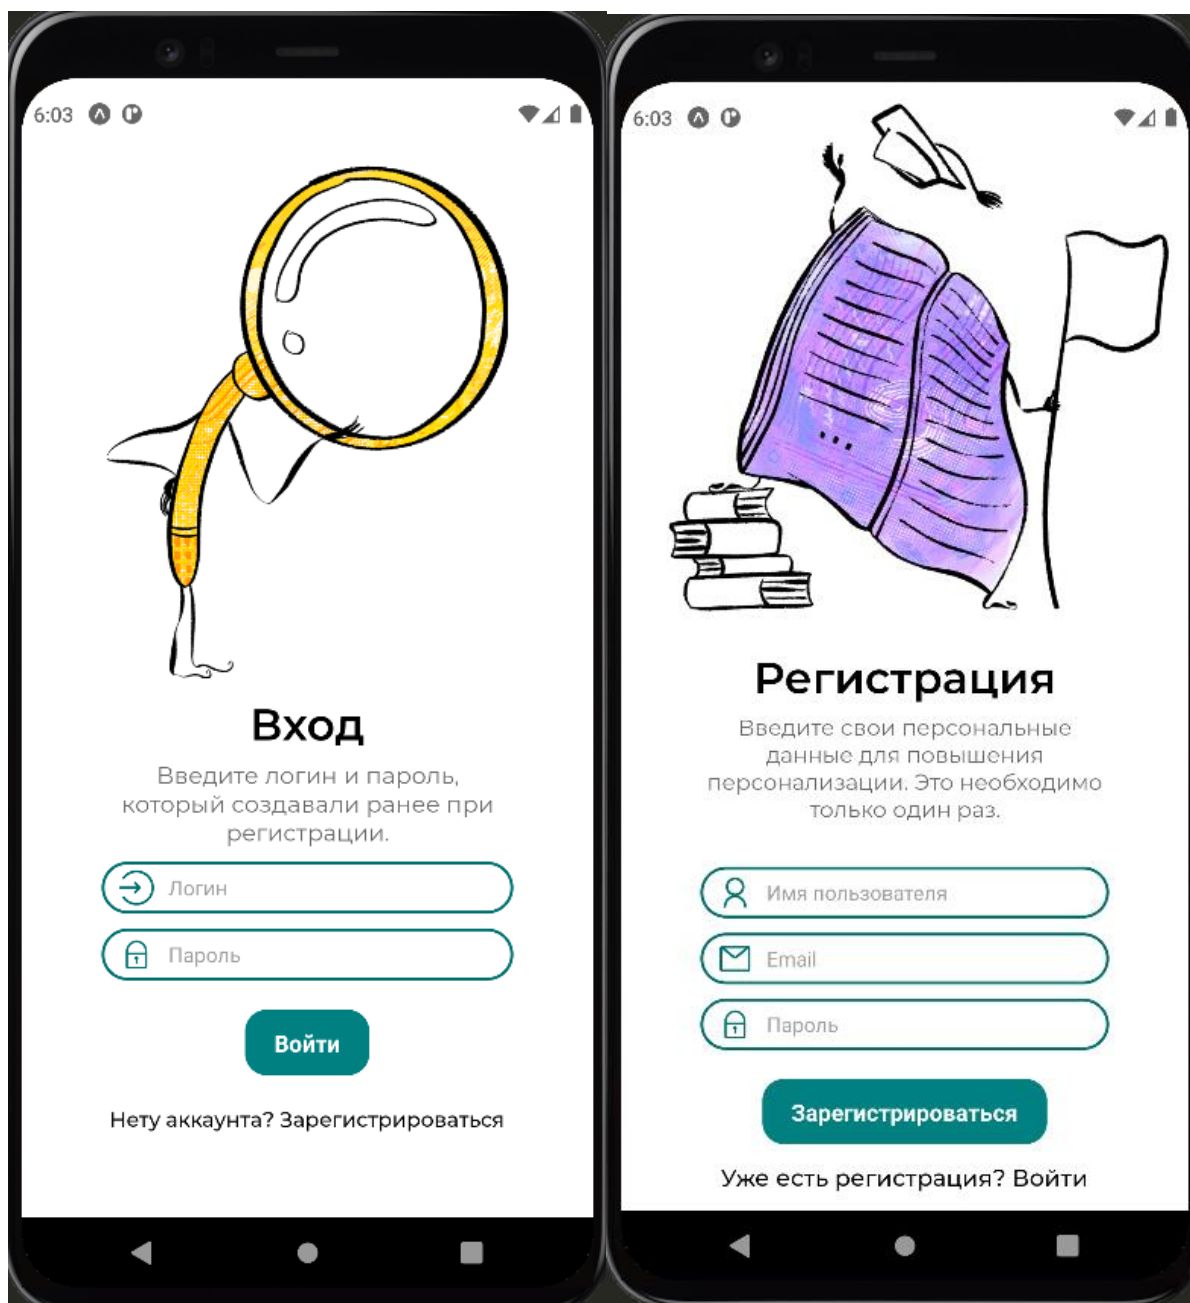 6:03
Вход
Введите логин и пароль,
который создавали ранее при
регистрации.
Логин
Пароль
Войти
Нету аккаунта? Зарегистрироваться
6:03
Регистрация
Введите свои персональные
данные для повышения
персонализации. Это необходимо
только один раз.
Имя пользователя
Email
Пароль
Зарегистрироваться
Уже есть регистрация? Войти